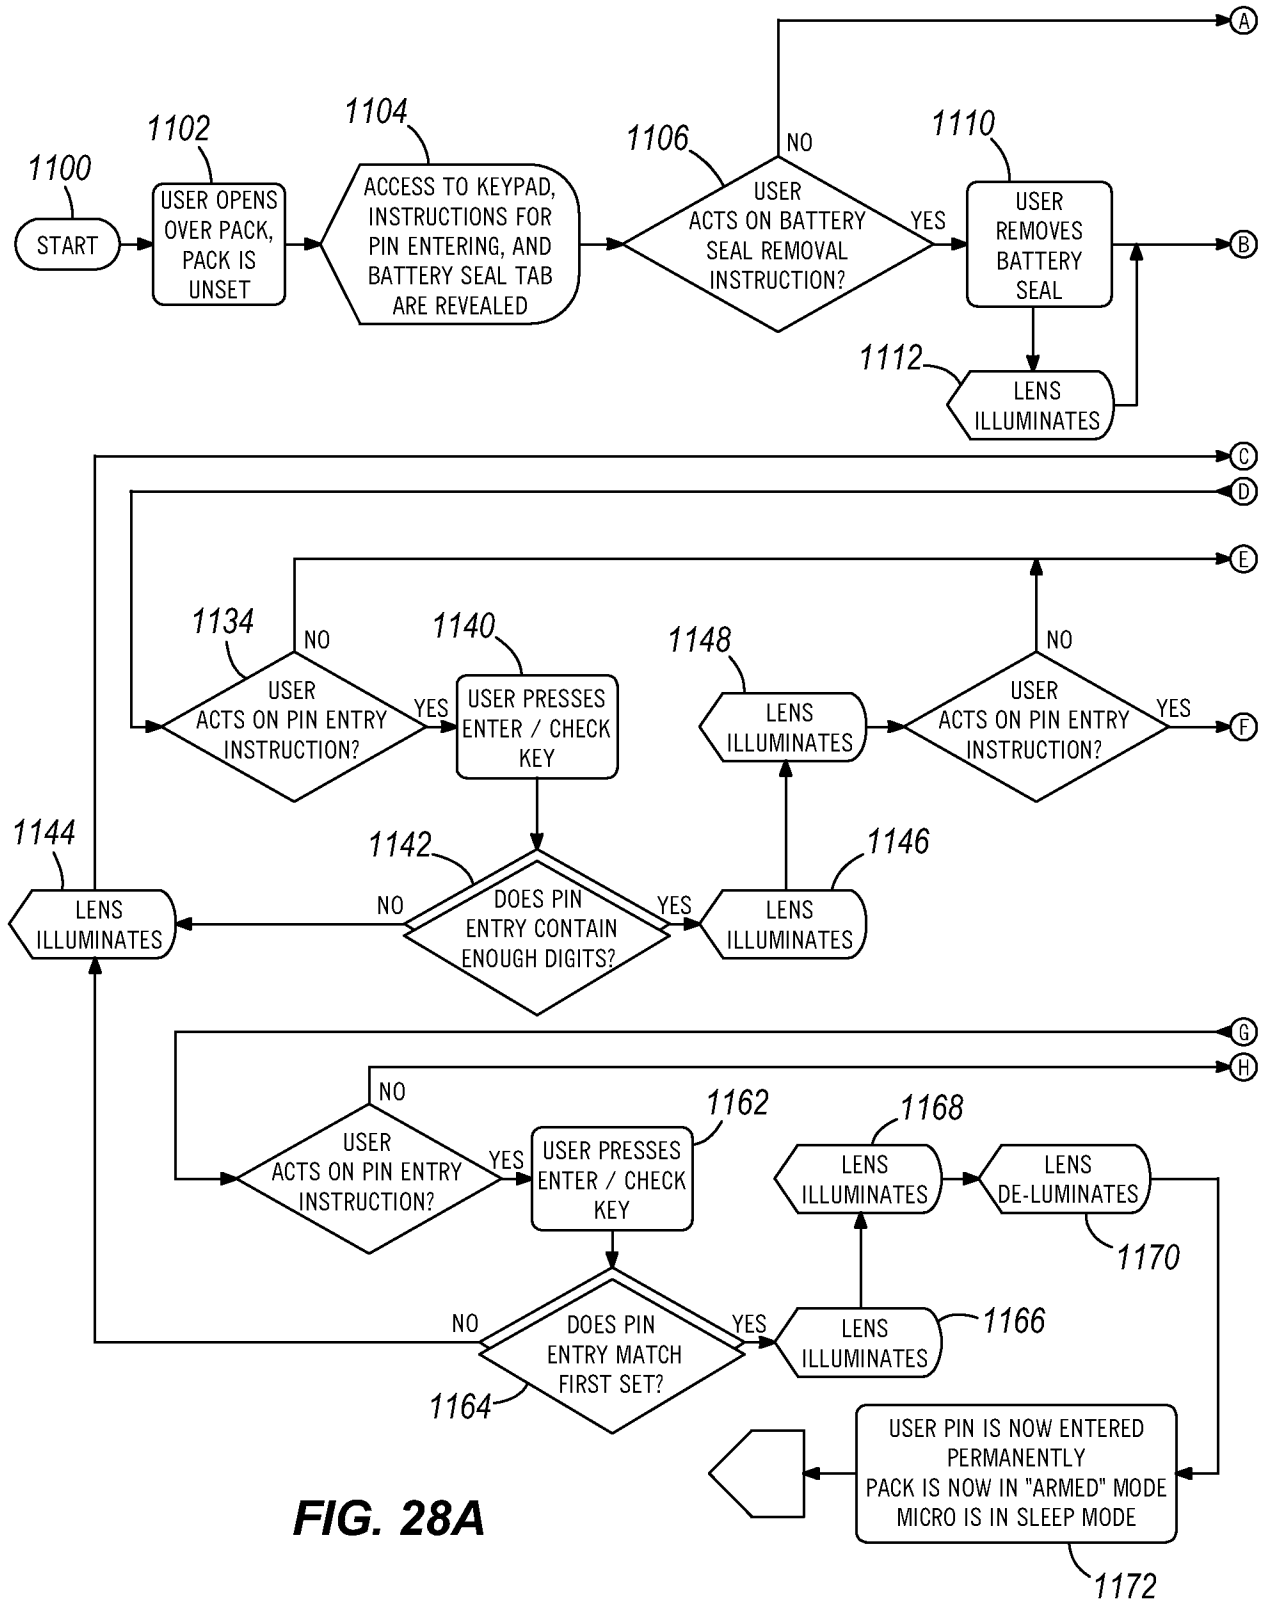 A
1104
1102
1110
1106
NO
1100
START
USER OPENS
OVER PACK,
PACK IS
UNSET
ACCESS TO KEYPAD,
INSTRUCTIONS FOR
PIN ENTERING, AND
BATTERY SEAL TAB
ARE REVEALED
USER
ACTS ON BATTERY
SEAL REMOVAL
INSTRUCTION?
YES
USER
REMOVES
BATTERY
SEAL
B
1112
LENS
ILLUMINATES
C
D
E
1134
NO
1140
1148
NO
USER
ACTS ON PIN ENTRY
INSTRUCTION?
YES
USER PRESSES
ENTER / CHECK
KEY
LENS
ILLUMINATES
USER
ACTS ON PIN ENTRY
INSTRUCTION?
YES
F
1144
1142
1146
LENS
ILLUMINATES
NO
DOES PIN
ENTRY CONTAIN
ENOUGH DIGITS?
YES
LENS
ILLUMINATES
G
H
NO
1162
1168
USER
ACTS ON PIN ENTRY
INSTRUCTION?
YES
USER PRESSES
ENTER / CHECK
KEY
LENS
ILLUMINATES
LENS
DE-LUMINATES
1170
NO
DOES PIN
ENTRY MATCH
FIRST SET?
YES
LENS
ILLUMINATES
1166
1164
USER PIN IS NOW ENTERED
PERMANENTLY
PACK IS NOW IN "ARMED" MODE
MICRO IS IN SLEEP MODE
1172
FIG. 28A